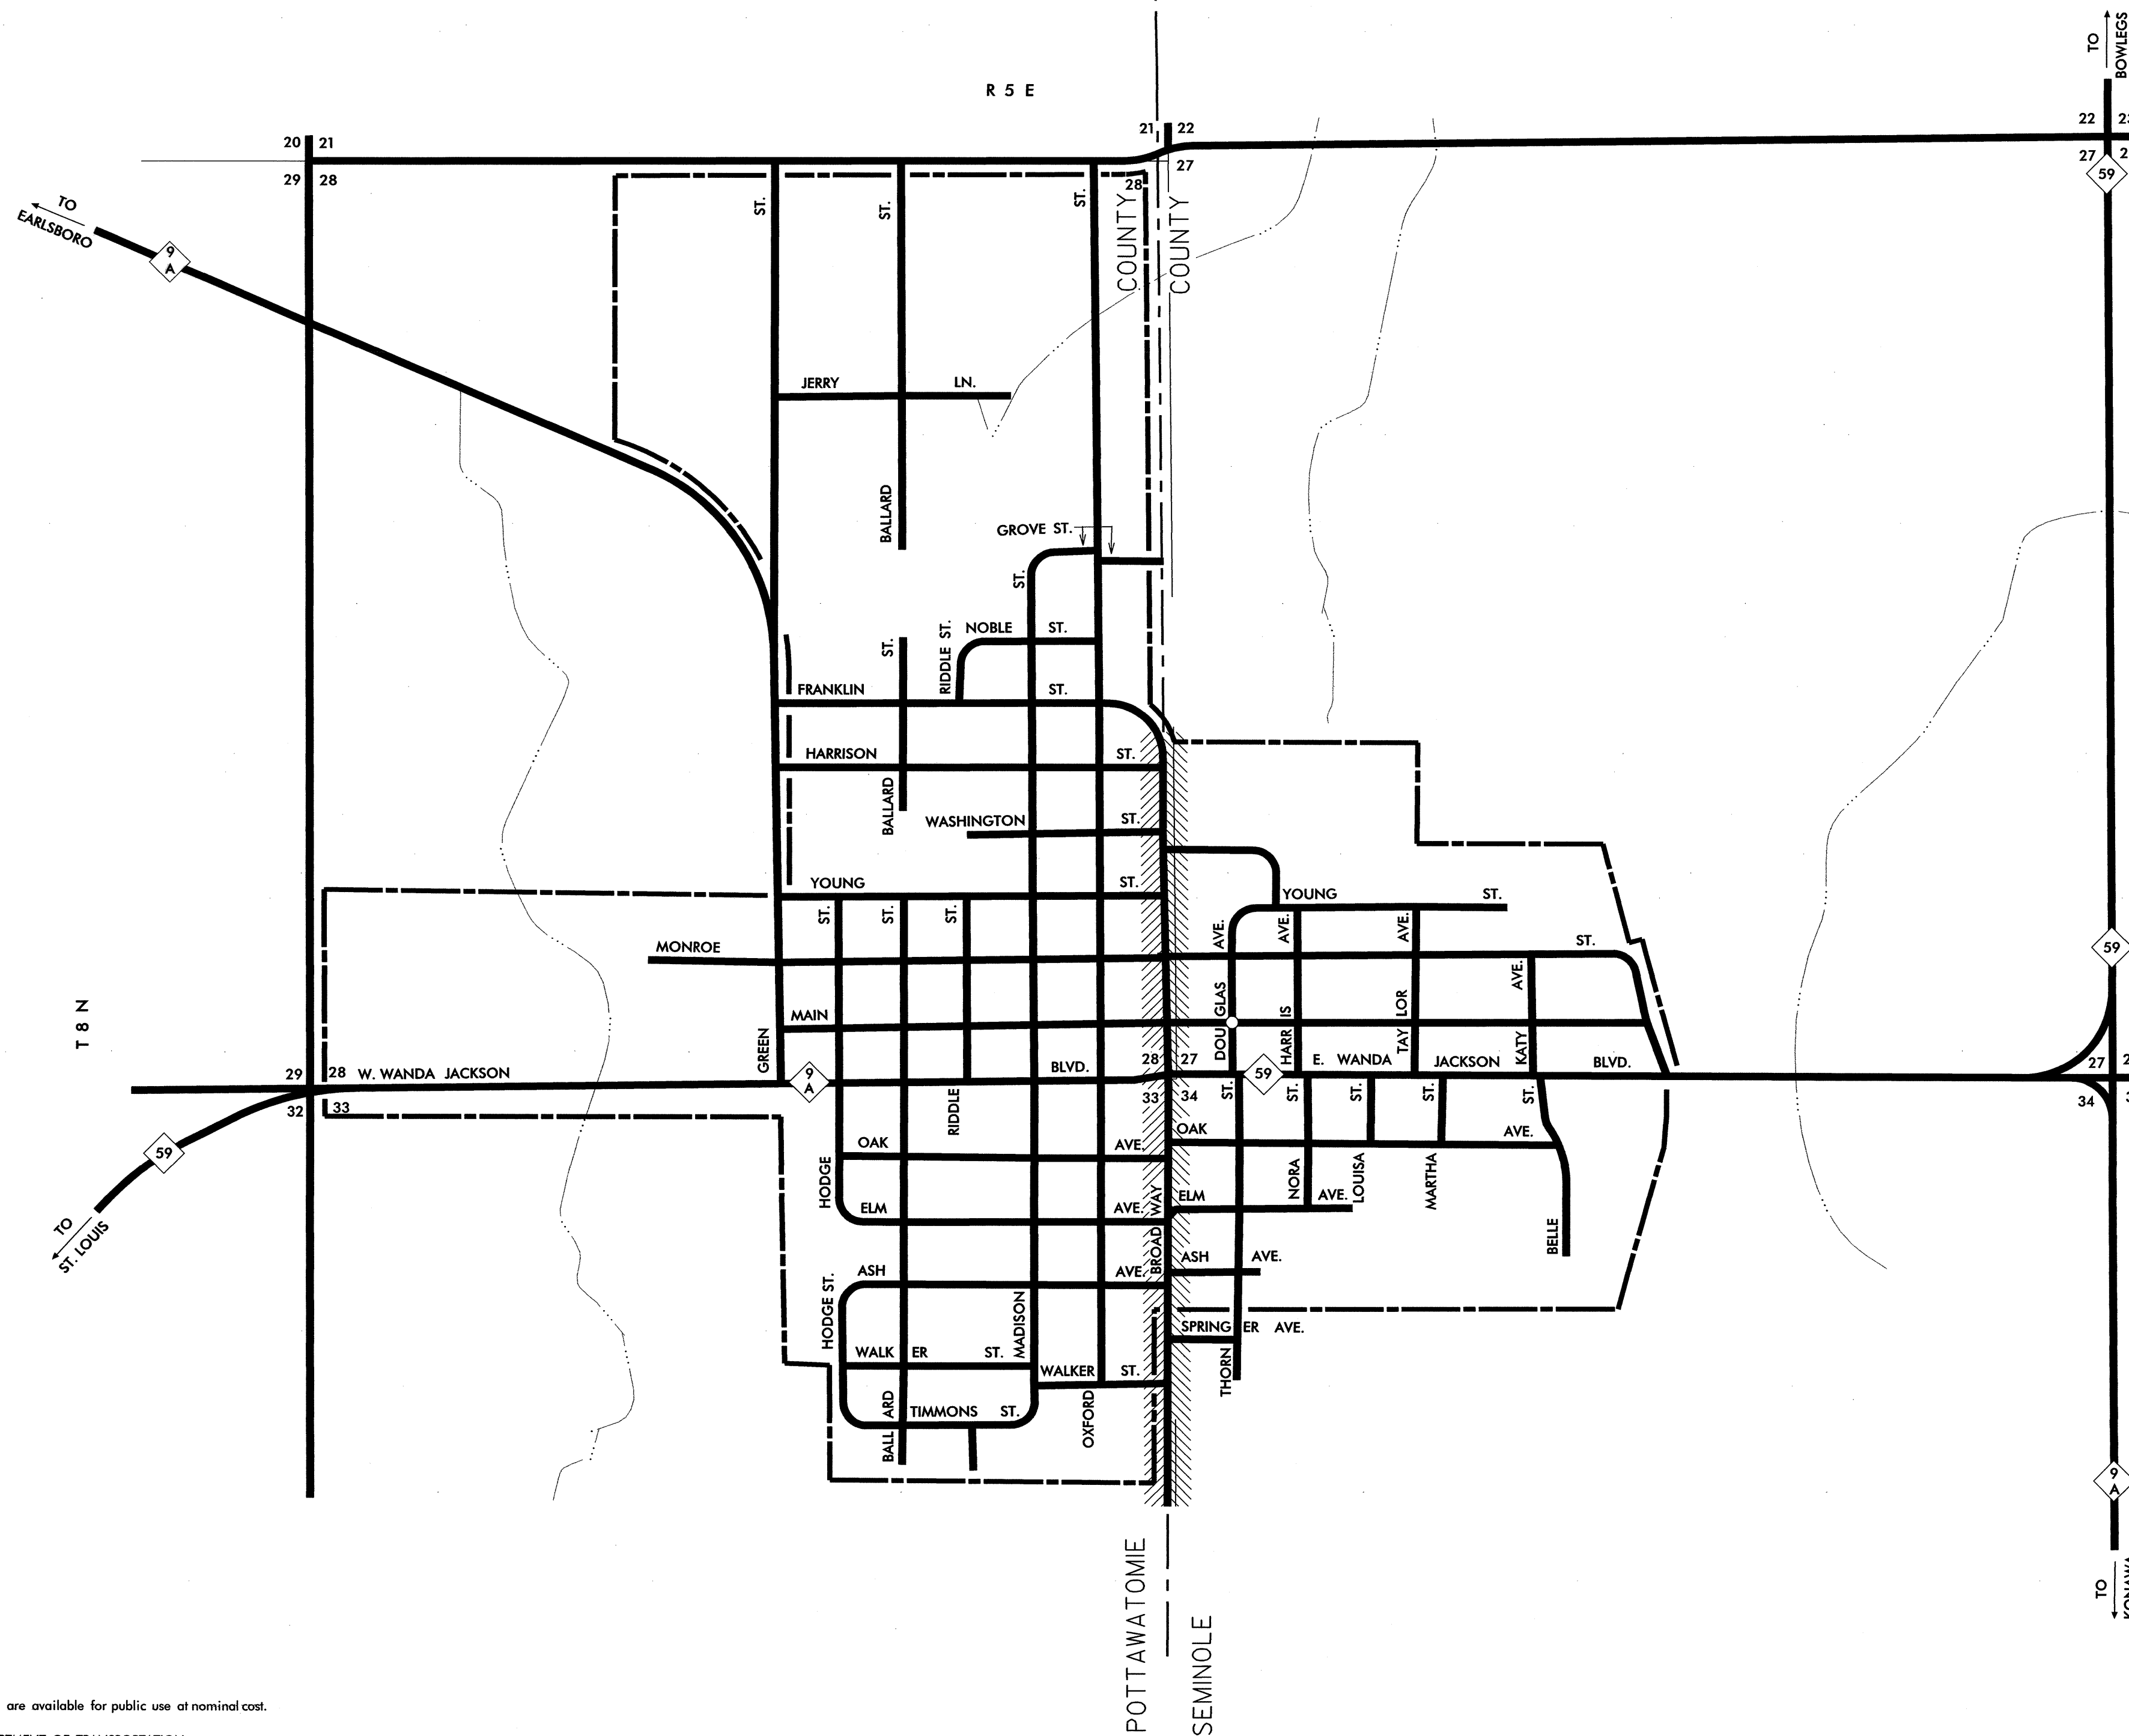 TO
BOWLEGS
R 5 E
20 21
21 22
22
29 28
28
27
27
59
TO
EARLSBORO
9
A
ST.
ST.
ST.
COUNTY
COUNTY
JERRY LN.
BALLARD
GROVE ST.
ST.
NOBLE ST.
RIDDLE ST.
ST.
FRANKLIN ST.
HARRISON ST.
BALLARD
WASHINGTON ST.
YOUNG ST.
YOUNG ST.
ST.
ST.
ST.
AVE.
AVE.
AVE.
MONROE ST.
59
AVE.
T 8 N
MAIN
GREEN
DOUGLAS
HARRIS
TAYLOR
KATY
29 28
W. WANDA JACKSON BLVD.
28 27
E. WANDA JACKSON BLVD.
27
9
A
59
32 33
33 34
34
ST.
ST.
ST.
ST.
ST.
RIDDLE
59
OAK AVE.
OAK AVE.
HODGE
NORA
LOUISA
MARTHA
ELM AVE.
ELM AVE.
BROADWAY
BELLE
TO
ST. LOUIS
ASH AVE.
ASH AVE.
HODGE ST.
MADISON
SPRINGER AVE.
WALKER ST.
WALKER ST.
THORN
BALLARD
TIMMONS ST.
OXFORD
9
A
TO
POTTAWATOMIE
SEMINOLE
are available for public use at nominal cost.